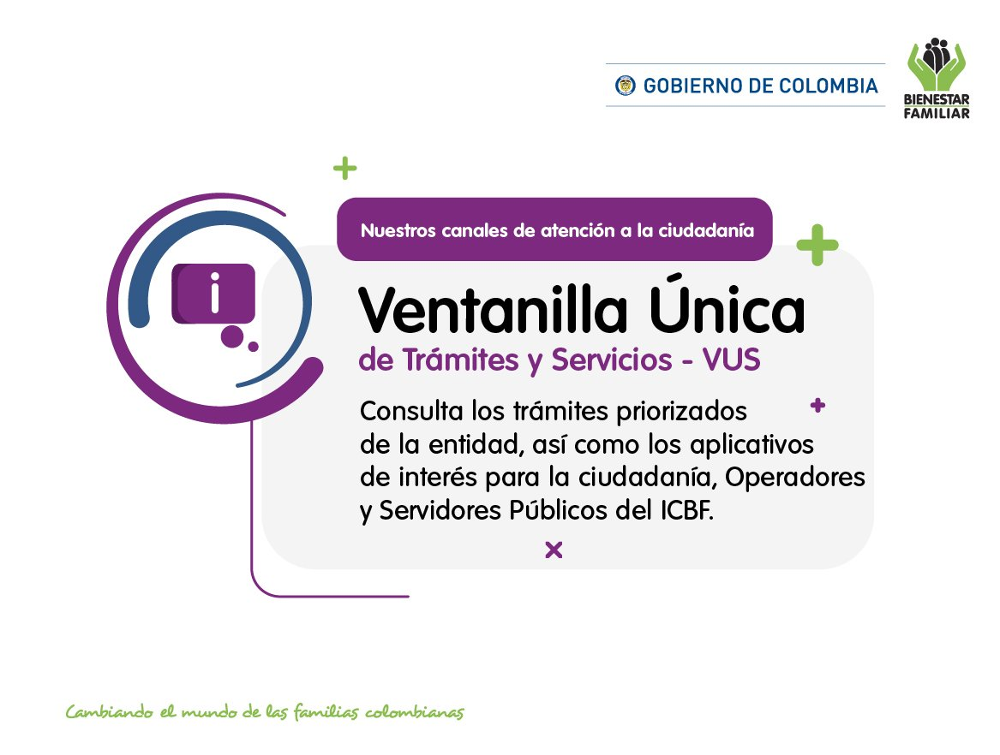 GOBIERNO DE COLOMBIA
BIENESTAR
FAMILIAR
Nuestros canales de atención a la ciudadanía
i
Ventanilla Única
de Trámites y Servicios - VUS
Consulta los trámites priorizados
de la entidad, así como los aplicativos
de interés para la ciudadanía, Operadores
y Servidores Públicos del ICBF.
Cambiando el mundo de las familias colombianas